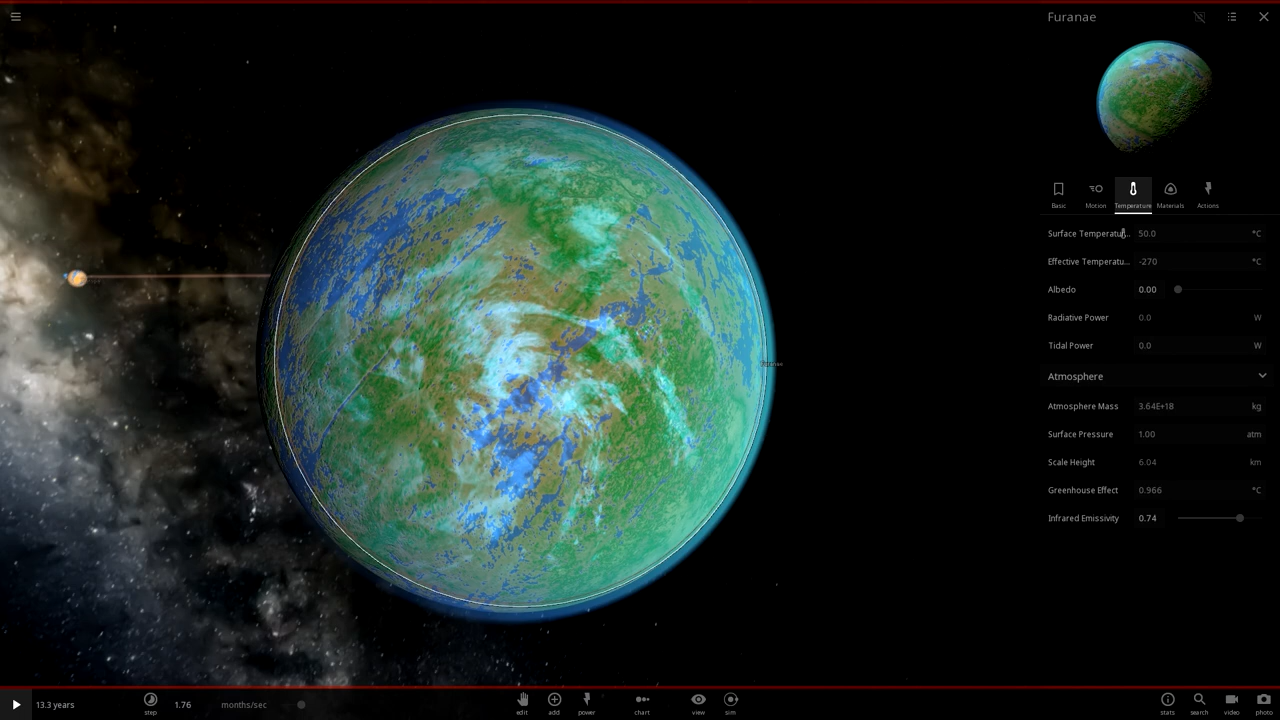 Furanae
Basic Motion Temperature Materials Actions
Surface Temperatu... 50.0 °C
Effective Temperatu... -270 °C
Albedo 0.00
Radiative Power 0.0 W
Tidal Power 0.0 W
Atmosphere
Atmosphere Mass 3.64E+18 kg
Surface Pressure 1.00 atm
Scale Height 6.04 km
Greenhouse Effect 0.966 °C
Infrared Emissivity 0.74
Furanae
13.3 years step 1.76 months/sec edit add power chart view sim stats search video photo